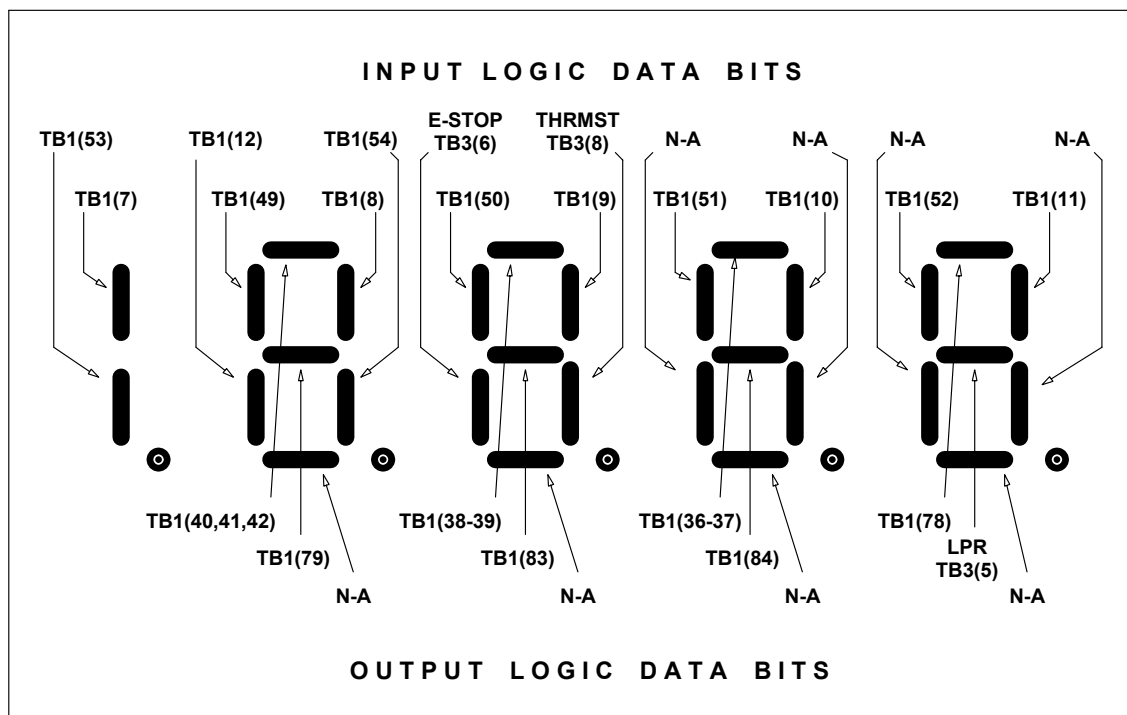 INPUT LOGIC DATA BITS
E-STOP THRMST
TB1(53) TB1(12) TB1(54) TB3(6) TB3(8) N-A N-A N-A N-A
TB1(7) TB1(49) TB1(8) TB1(50) TB1(9) TB1(51) TB1(10) TB1(52) TB1(11)
TB1(40,41,42) TB1(38-39) TB1(36-37) TB1(78)
TB1(79) TB1(83) TB1(84) LPR
TB3(5)
N-A N-A N-A N-A
OUTPUT LOGIC DATA BITS